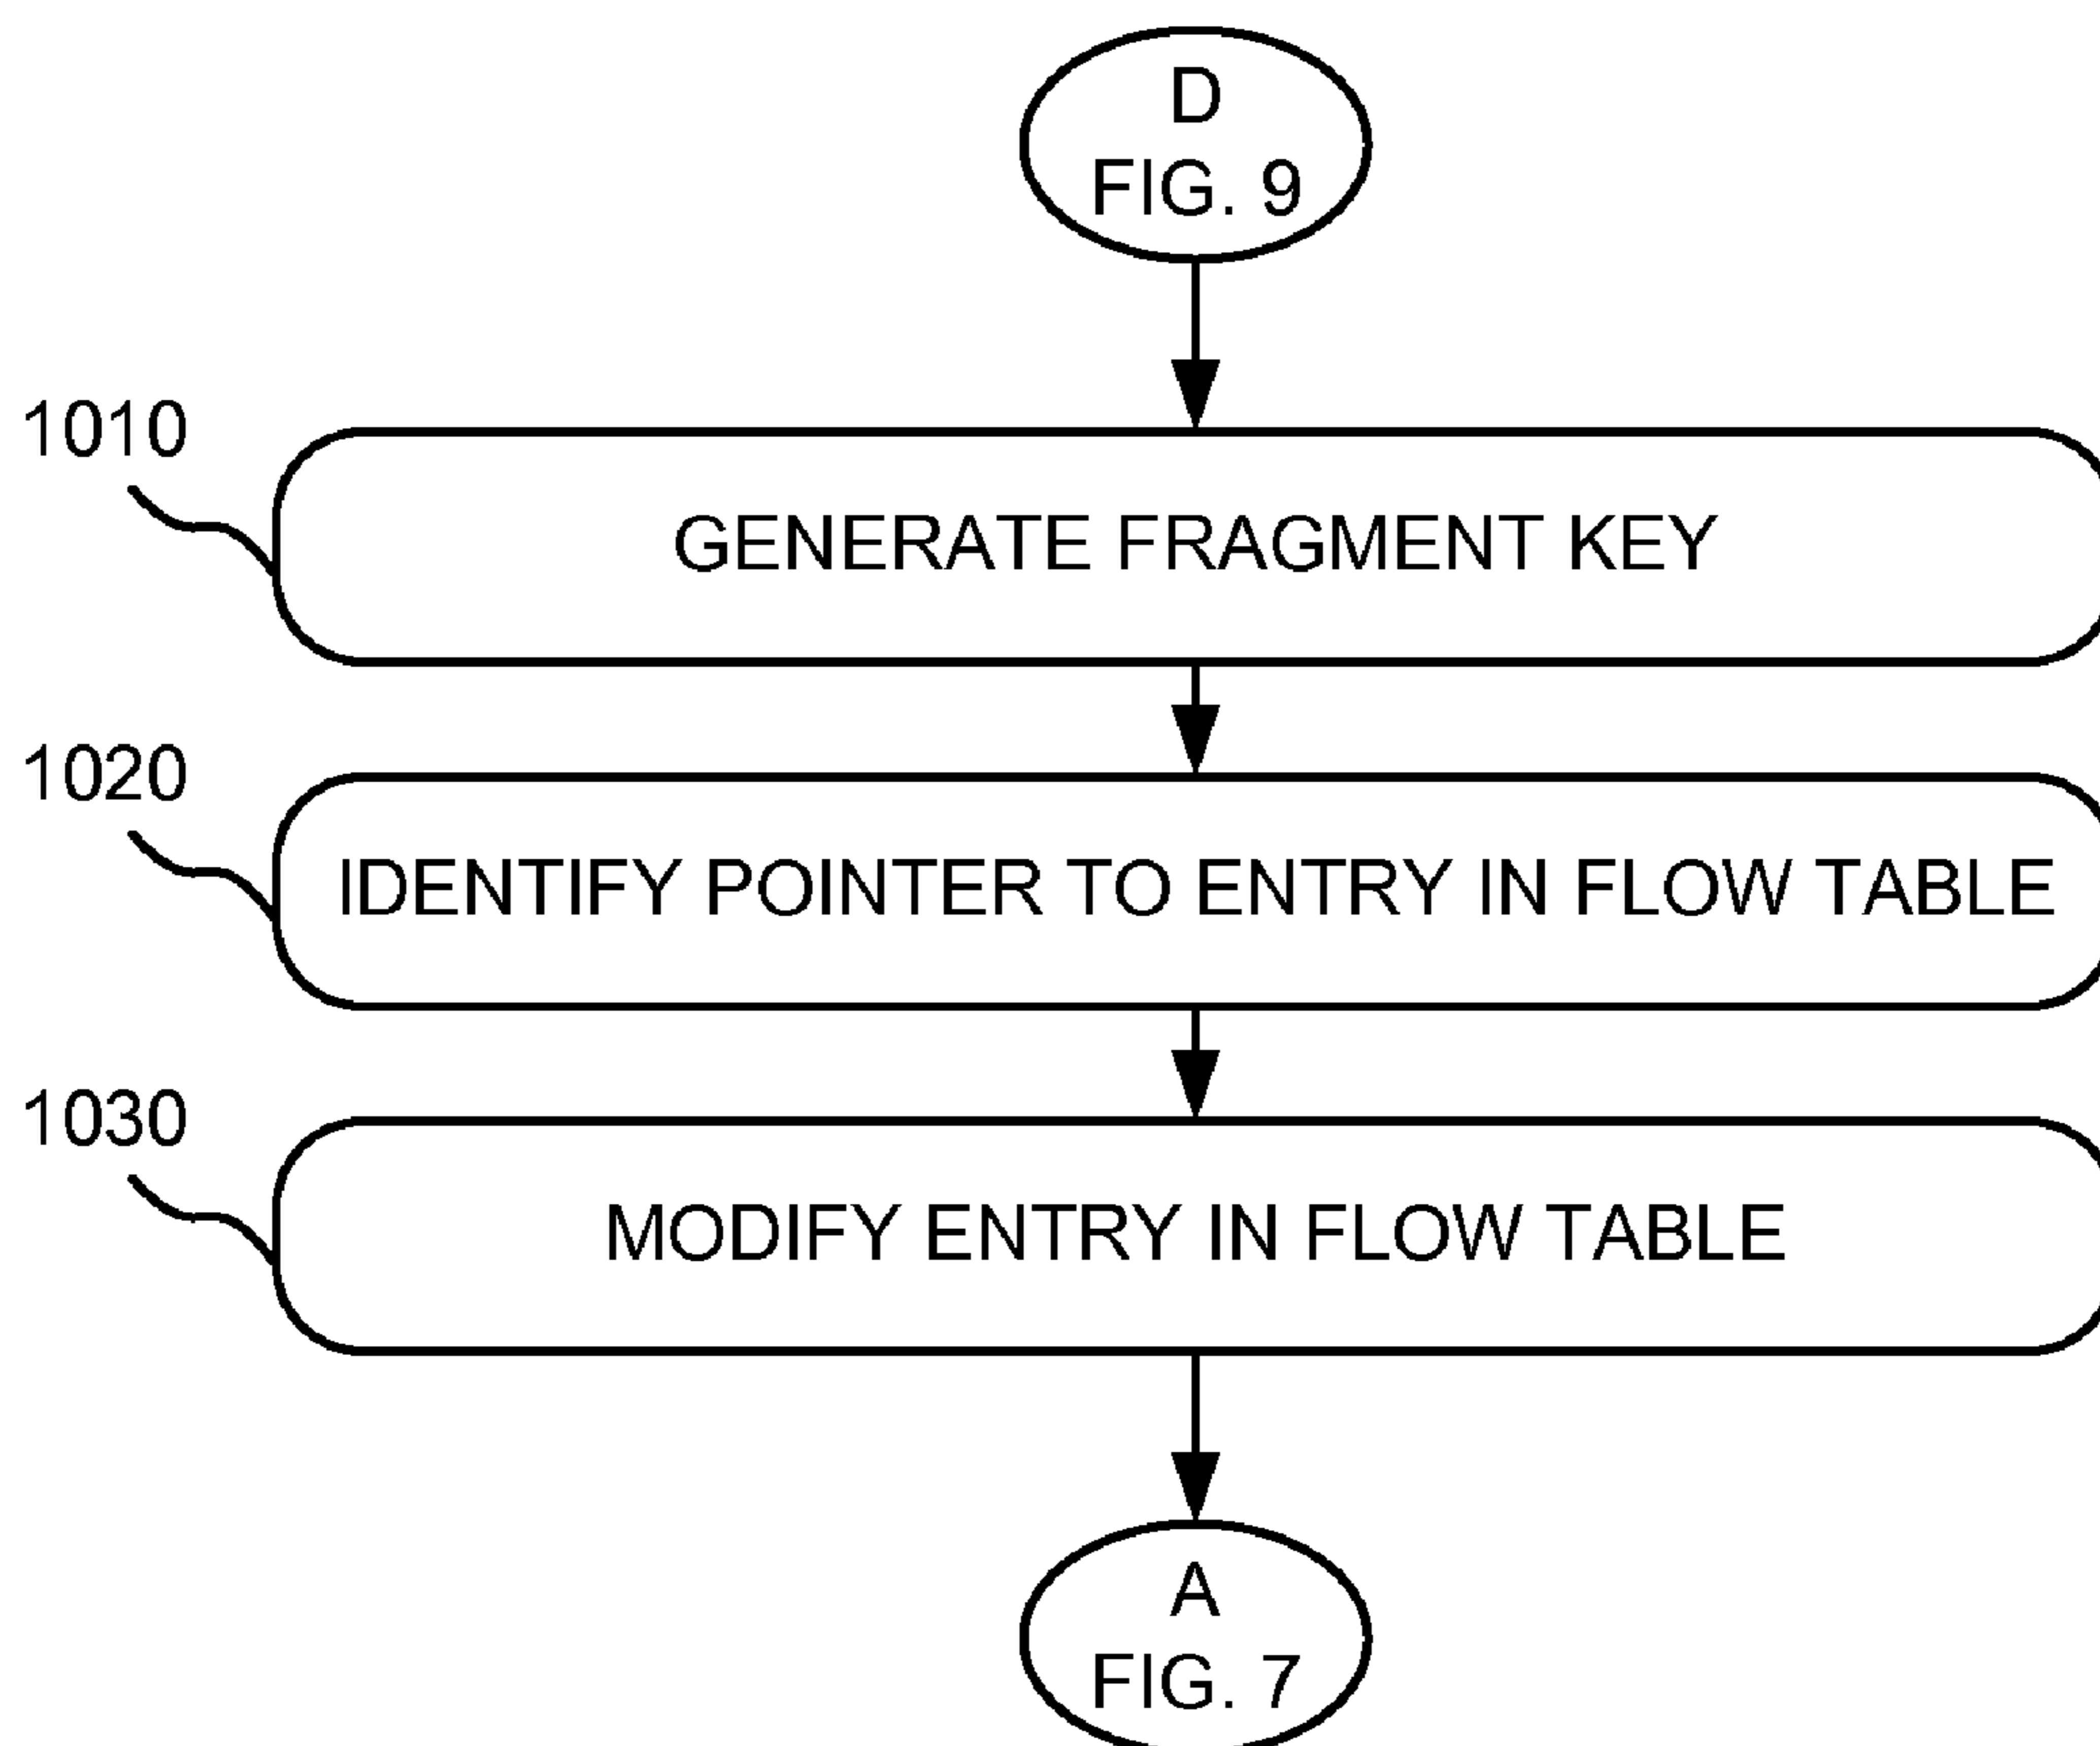 D
FIG. 9
1010
GENERATE FRAGMENT KEY
1020
IDENTIFY POINTER TO ENTRY IN FLOW TABLE
1030
MODIFY ENTRY IN FLOW TABLE
A
FIG. 7